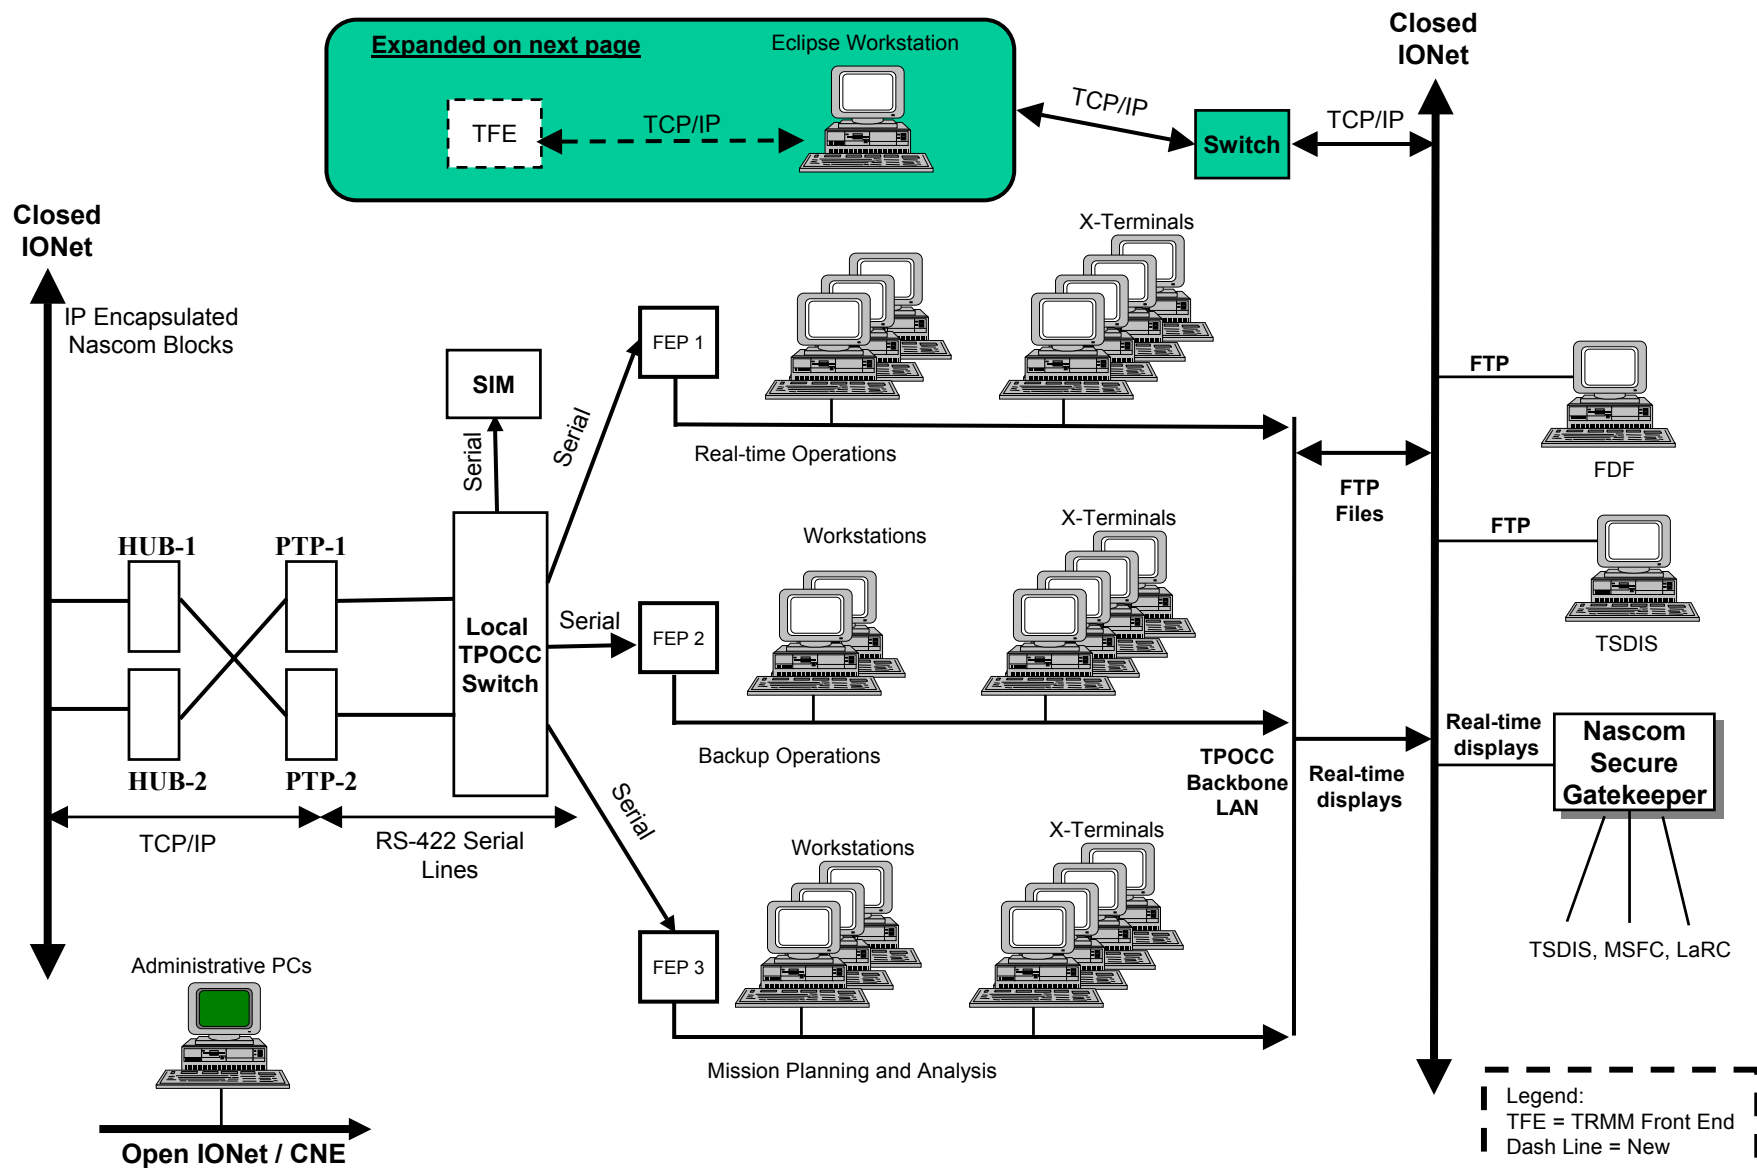 Expanded on next page
Eclipse Workstation
TFE
TCP/IP
TCP/IP
Switch
TCP/IP
Closed
IONet
Closed
IONet
IP Encapsulated
Nascom Blocks
SIM
Serial
Serial
FEP 1
X-Terminals
Real-time Operations
FTP
FDF
FTP
Files
FTP
TSDIS
HUB-1
PTP-1
HUB-2
PTP-2
Local
TPOCC
Switch
Serial
FEP 2
Workstations
X-Terminals
Backup Operations
TPOCC
Backbone
LAN
Real-time
displays
Real-time
displays
Nascom
Secure
Gatekeeper
TSDIS, MSFC, LaRC
TCP/IP
RS-422 Serial
Lines
Serial
FEP 3
Workstations
X-Terminals
Mission Planning and Analysis
Administrative PCs
Open IONet / CNE
Legend:
TFE = TRMM Front End
Dash Line = New